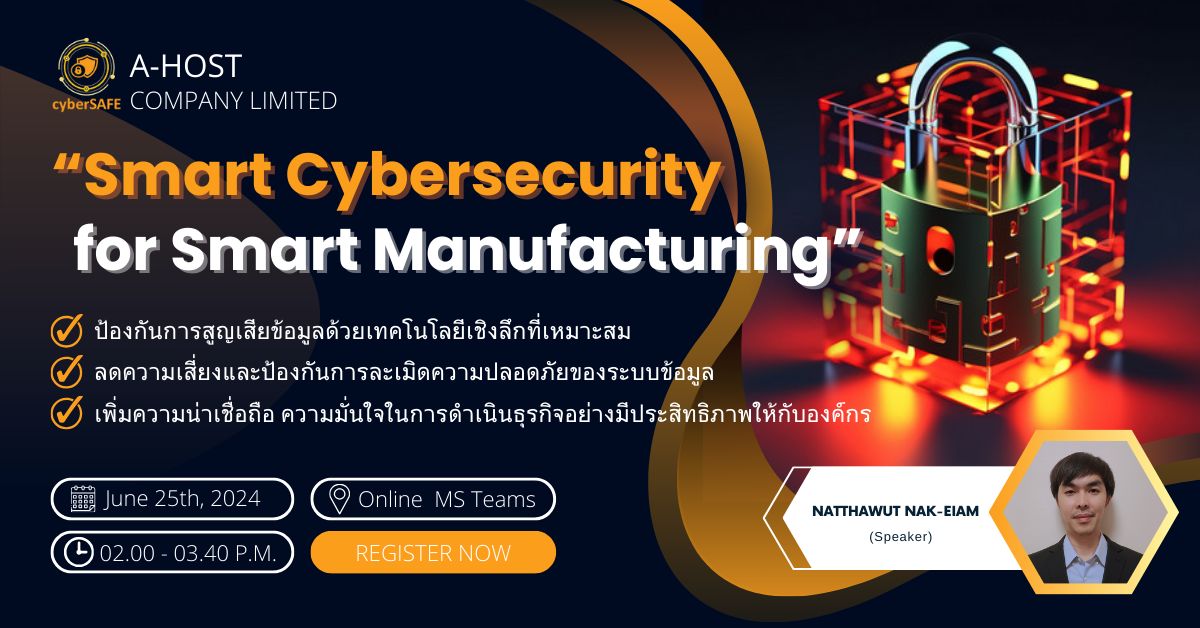 cyberSAFE
A-HOST
COMPANY LIMITED
“Smart Cybersecurity
for Smart Manufacturing”
ป้องกันการสูญเสียข้อมูลด้วยเทคโนโลยีเชิงลึกที่เหมาะสม
ลดความเสี่ยงและป้องกันการละเมิดความปลอดภัยของระบบข้อมูล
เพิ่มความน่าเชื่อถือ ความมั่นใจในการดำเนินธุรกิจอย่างมีประสิทธิภาพให้กับองค์กร
June 25th, 2024
Online MS Teams
02.00 - 03.40 P.M.
REGISTER NOW
NATTHAWUT NAK-EIAM
(Speaker)